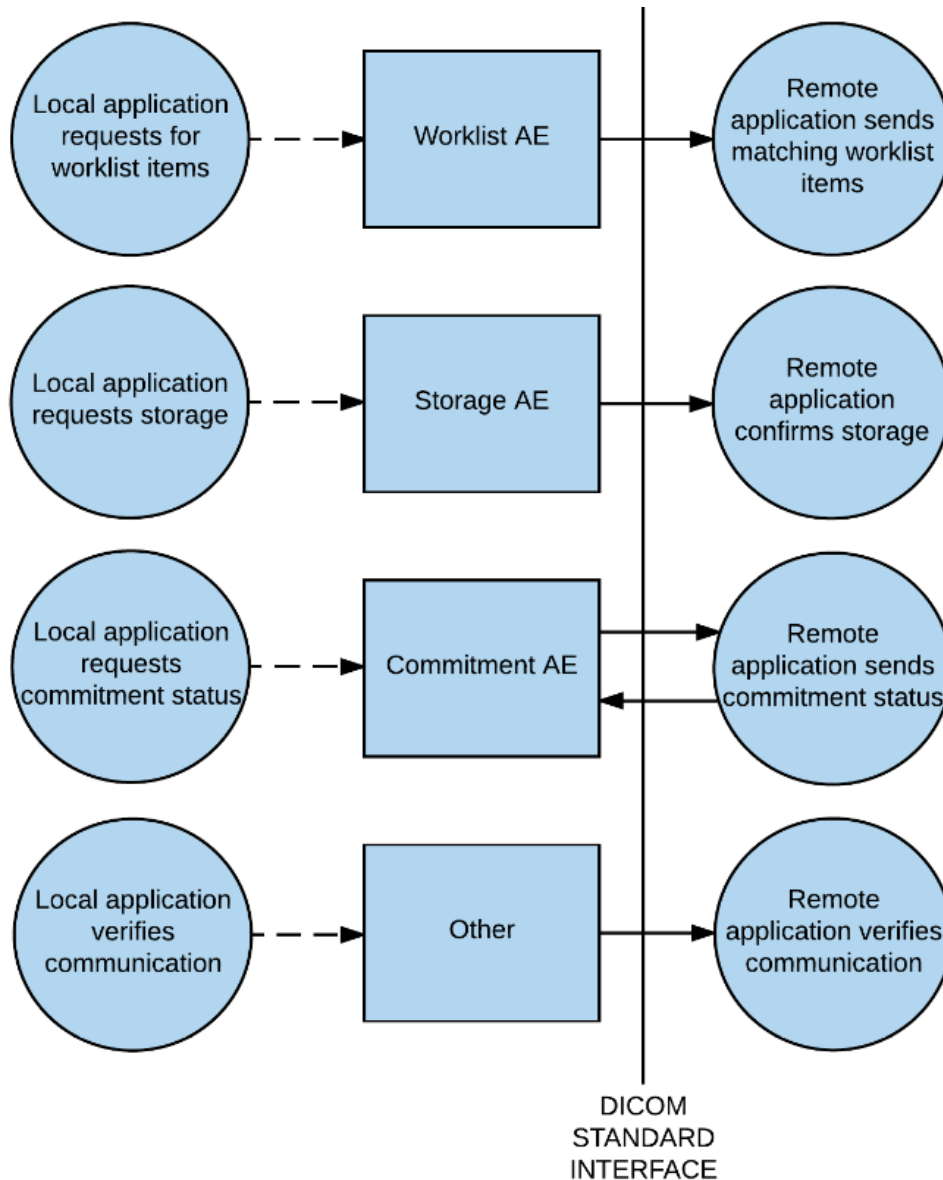 Local application
requests for
worklist items
Worklist AE
Remote
application sends
matching worklist
items
Local application
requests storage
Storage AE
Remote
application
confirms storage
Local application
requests
commitment status
Commitment AE
Remote
application sends
commitment status
Local application
verifies
communication
Other
Remote
application verifies
communication
DICOM
STANDARD
INTERFACE